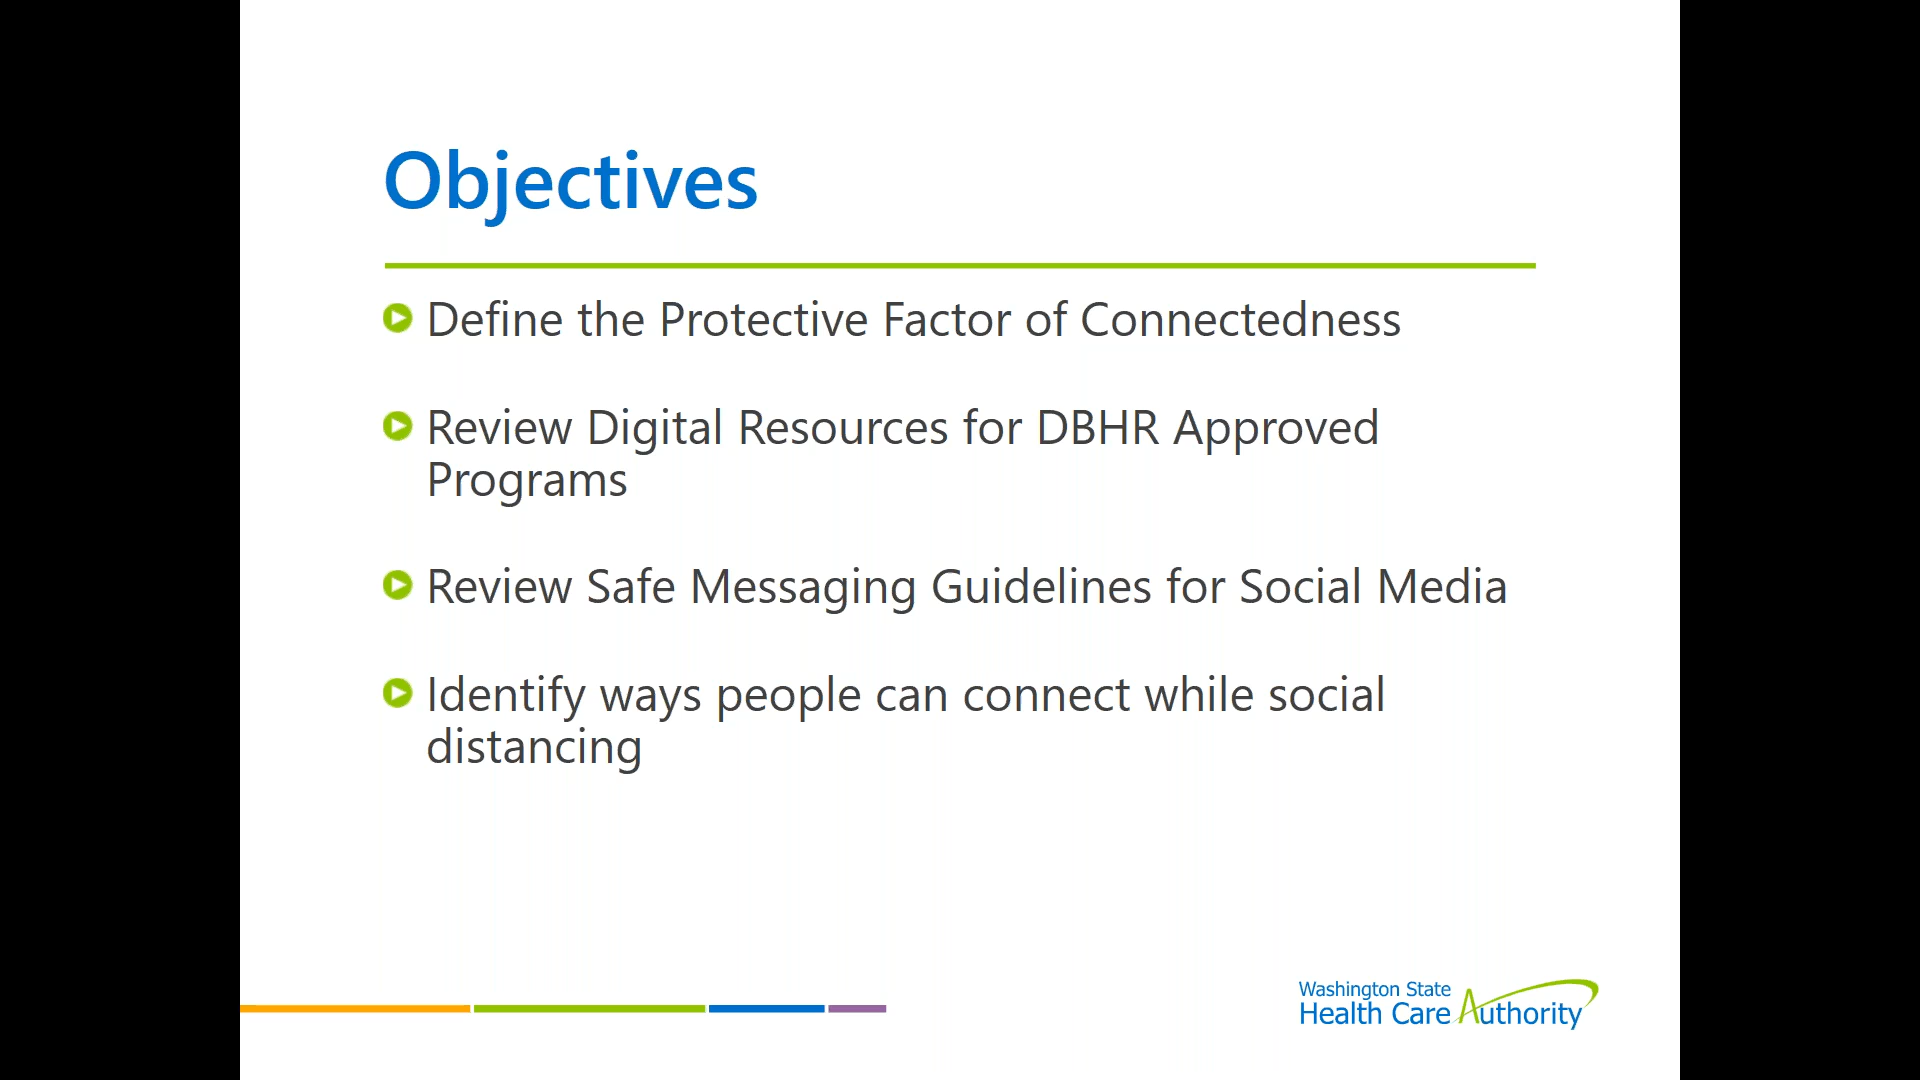 Objectives
Define the Protective Factor of Connectedness
Review Digital Resources for DBHR Approved
Programs
Review Safe Messaging Guidelines for Social Media
Identify ways people can connect while social
distancing
Washington State
Health Care Authority